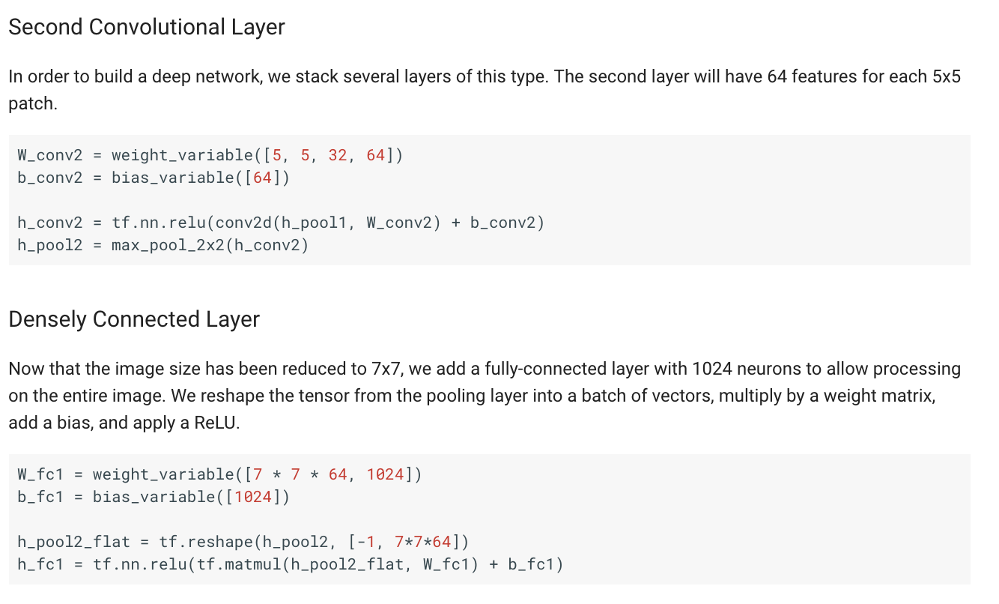 Second Convolutional Layer
In order to build a deep network, we stack several layers of this type. The second layer will have 64 features for each 5x5
patch.
W_conv2 = weight_variable([5, 5, 32, 64])
b_conv2 = bias_variable([64])
h_conv2 = tf.nn.relu(conv2d(h_pool1, W_conv2) + b_conv2)
h_pool2 = max_pool_2x2(h_conv2)
Densely Connected Layer
Now that the image size has been reduced to 7x7, we add a fully-connected layer with 1024 neurons to allow processing
on the entire image. We reshape the tensor from the pooling layer into a batch of vectors, multiply by a weight matrix,
add a bias, and apply a ReLU.
W_fc1 = weight_variable([7 * 7 * 64, 1024])
b_fc1 = bias_variable([1024])
h_pool2_flat = tf.reshape(h_pool2, [-1, 7*7*64])
h_fc1 = tf.nn.relu(tf.matmul(h_pool2_flat, W_fc1) + b_fc1)